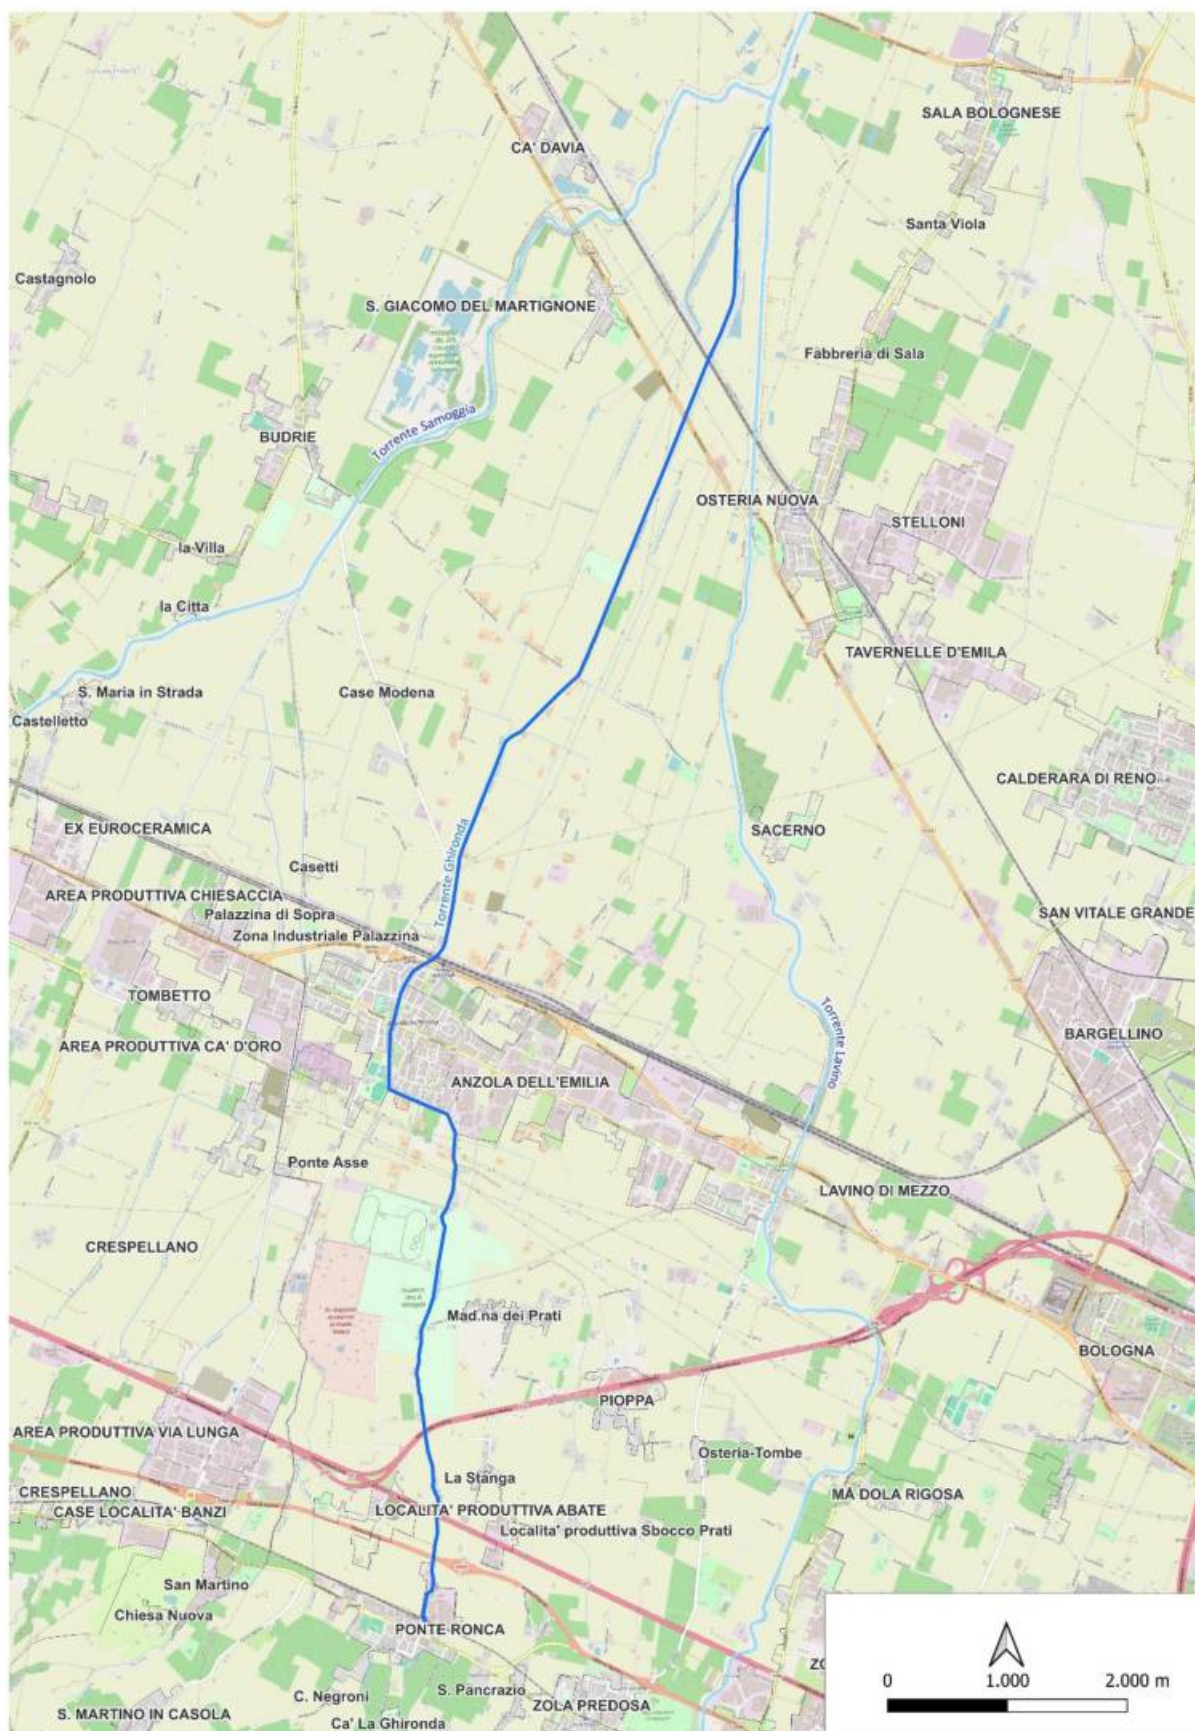 SALA BOLOGNESE
CA' DAVIA
Santa Viola
Castagnolo
S. GIACOMO DEL MARTIGNONE
Fabbreria di Sala
Torrente Samoggia
BUDRIE
OSTERIA NUOVA
STELLONI
la Villa
la Citta
TAVERNELLE D'EMILA
S. Maria in Strada
Case Modena
Castelletto
CALDERARA DI RENO
EX EUROCERAMICA
SACERNO
Torrente Ghironda
Casetti
AREA PRODUTTIVA CHIESACCIA
Palazzina di Sopra
SAN VITALE GRANDE
Zona Industriale Palazzina
TOMBETTO
Torrente Lavino
BARGELLINO
AREA PRODUTTIVA CA' D'ORO
ANZOLA DELL'EMILIA
Ponte Asse
LAVINO DI MEZZO
CRESPELLANO
Mad.na dei Prati
BOLOGNA
PIOPPA
AREA PRODUTTIVA VIA LUNGA
Osteria-Tombe
La Stanga
CRESPELLANO
MA DOLA RIGOSA
CASE LOCALITA' BANZI
LOCALITA' PRODUTTIVA ABATE
Localita' produttiva Sbocco Prati
San Martino
Chiesa Nuova
PONTE RONCA
ZO
C. Negroni
S. Pancrazio
ZOLA PREDOSA
S. MARTINO IN CASOLA
Ca' La Ghironda
0 1.000 2.000 m